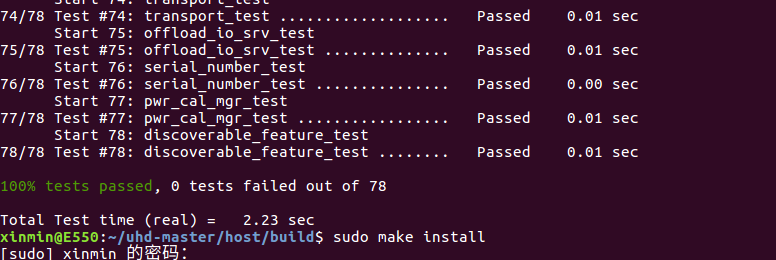 Start 74: transport_test
74/78 Test #74: transport_test ...................   Passed    0.01 sec
      Start 75: offload_io_srv_test
75/78 Test #75: offload_io_srv_test ..............   Passed    0.01 sec
      Start 76: serial_number_test
76/78 Test #76: serial_number_test ...............   Passed    0.00 sec
      Start 77: pwr_cal_mgr_test
77/78 Test #77: pwr_cal_mgr_test .................   Passed    0.01 sec
      Start 78: discoverable_feature_test
78/78 Test #78: discoverable_feature_test ........   Passed    0.01 sec
100% tests passed, 0 tests failed out of 78
Total Test time (real) =   2.23 sec
xinmin@E550:~/uhd-master/host/build$ sudo make install
[sudo] xinmin 的密码：